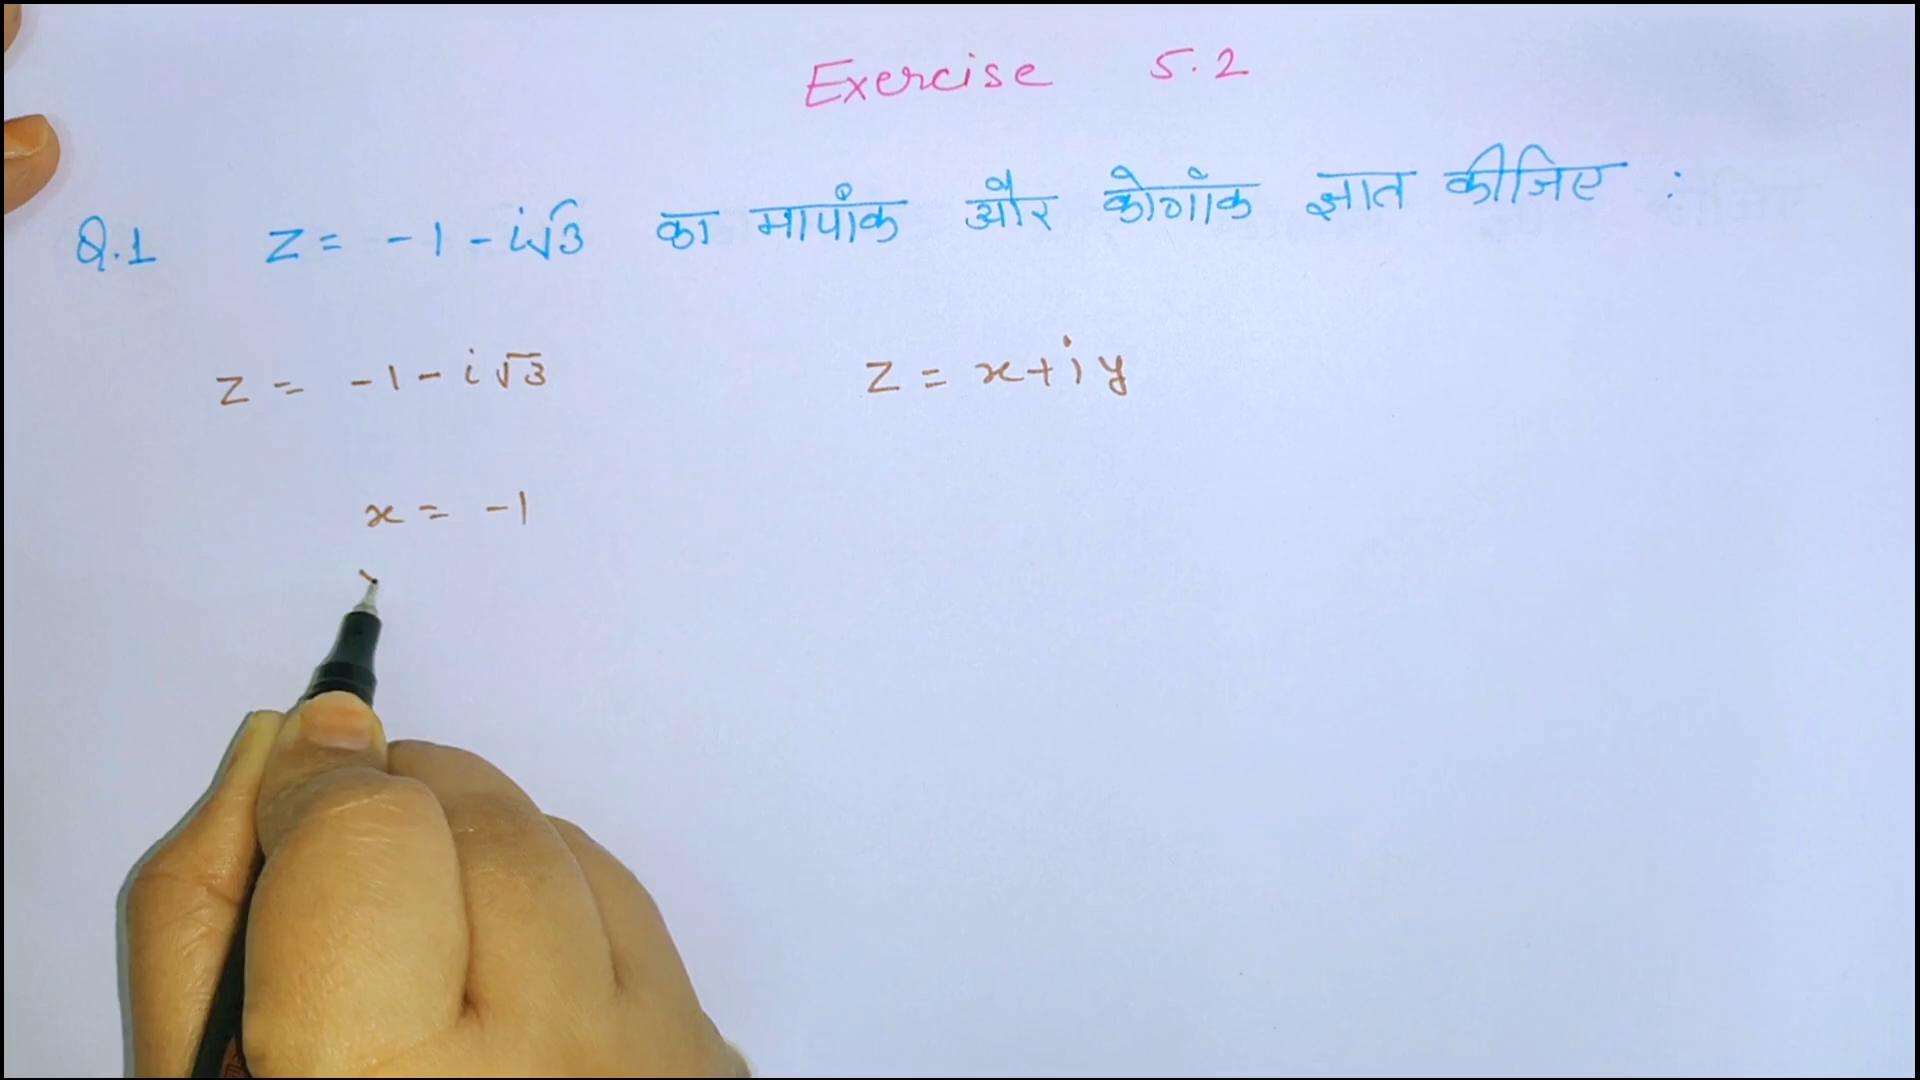 Exercise 5.2
Q.1 z = -1 - i√3 का मापांक और कोणांक ज्ञात कीजिए :
z = -1 - i√3 z = x + iy
x = -1